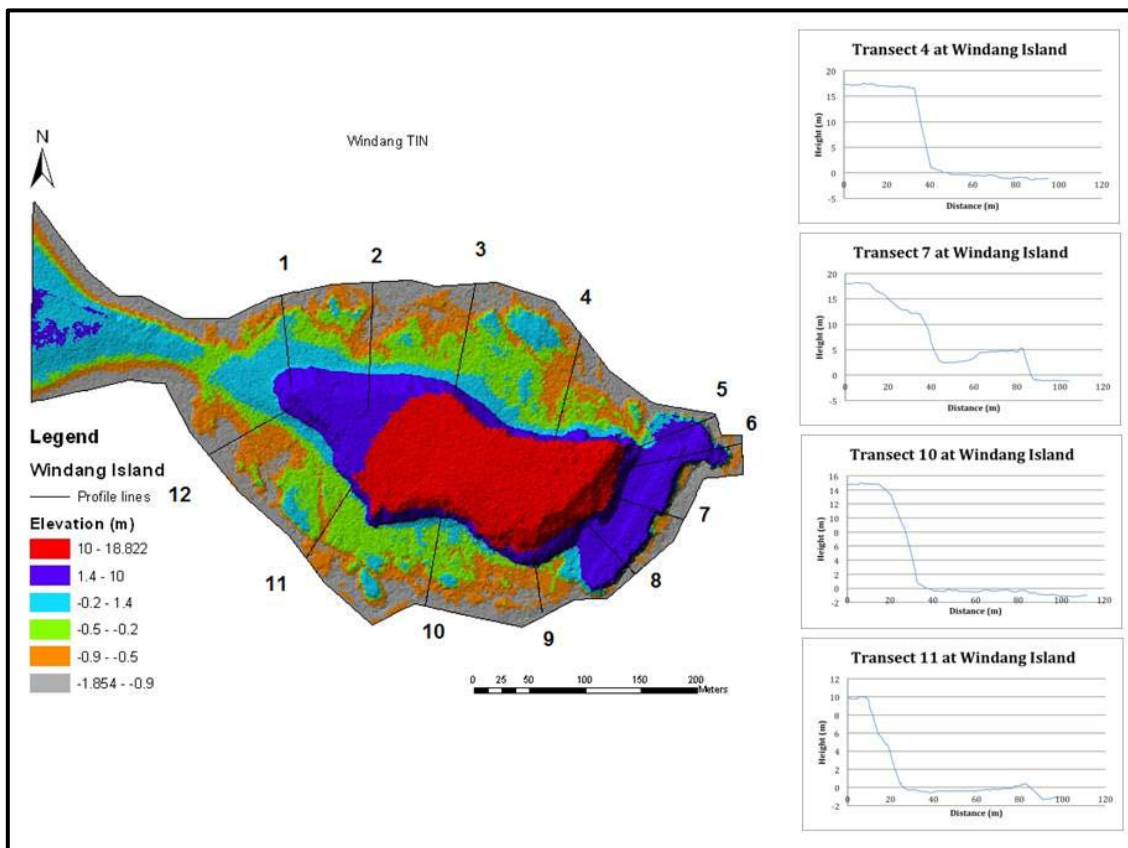 N
Windang TIN
1
2
3
4
5
6
7
8
9
10
11
12
Legend
Windang Island
Profile lines
Elevation (m)
10 - 18.822
1.4 - 10
-0.2 - 1.4
-0.5 - -0.2
-0.9 - -0.5
-1.854 - -0.9
0 25 50 100 150 200
Meters
Transect 4 at Windang Island
Height (m)
20
15
10
5
0
-5
0 20 40 60 80 100 120
Distance (m)
Transect 7 at Windang Island
Height (m)
20
15
10
5
0
-5
0 20 40 60 80 100 120
Distance (m)
Transect 10 at Windang Island
Height (m)
16
14
12
10
8
6
4
2
0
-2
0 20 40 60 80 100 120
Distance (m)
Transect 11 at Windang Island
Height (m)
12
10
8
6
4
2
0
-2
0 20 40 60 80 100 120
Distance (m)